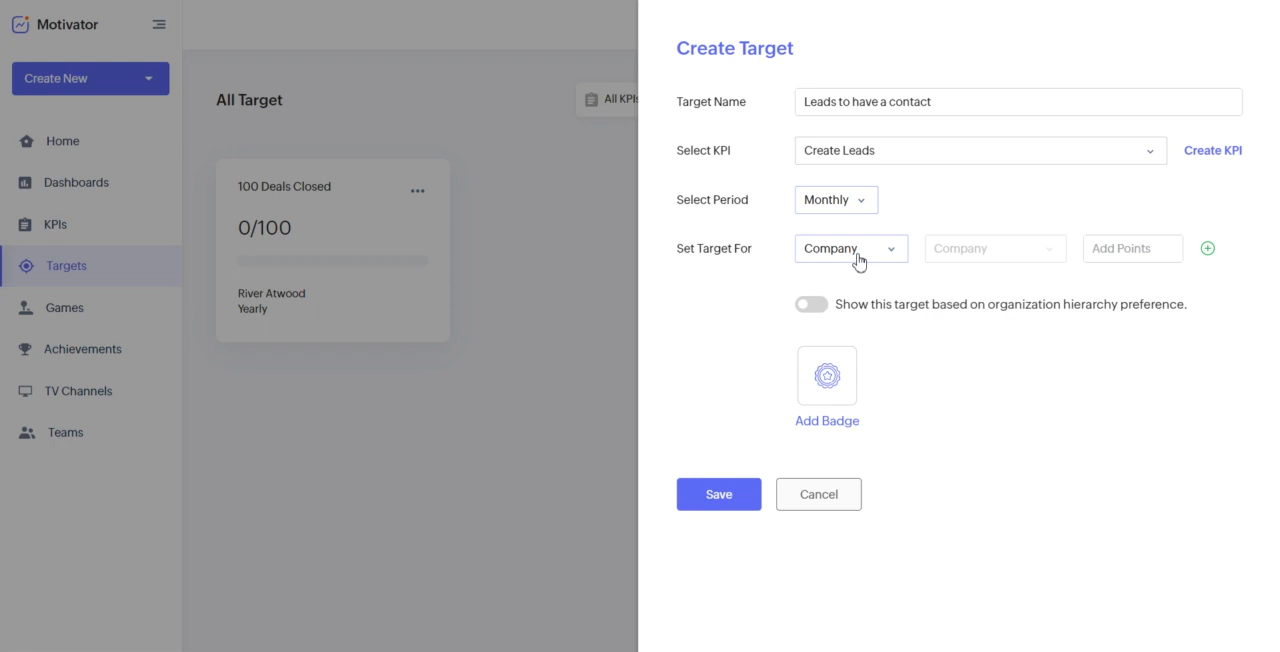 Motivator
Create New
Home
Dashboards
KPIs
Targets
Games
Achievements
TV Channels
Teams
All Target
All KPIs
100 Deals Closed
0/100
River Atwood
Yearly
Create Target
Target Name
Leads to have a contact
Select KPI
Create Leads
Create KPI
Select Period
Monthly
Set Target For
Company
Company
Add Points
Show this target based on organization hierarchy preference.
Add Badge
Save
Cancel